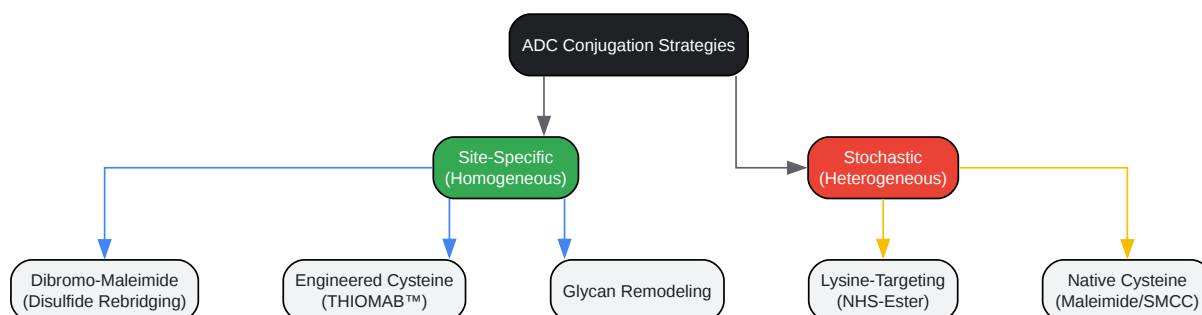 ADC Conjugation Strategies
Site-Specific
(Homogeneous)
Stochastic
(Heterogeneous)
Dibromo-Maleimide
(Disulfide Rebridging)
Engineered Cysteine
(THIOMAB™)
Glycan Remodeling
Lysine-Targeting
(NHS-Ester)
Native Cysteine
(Maleimide/SMCC)